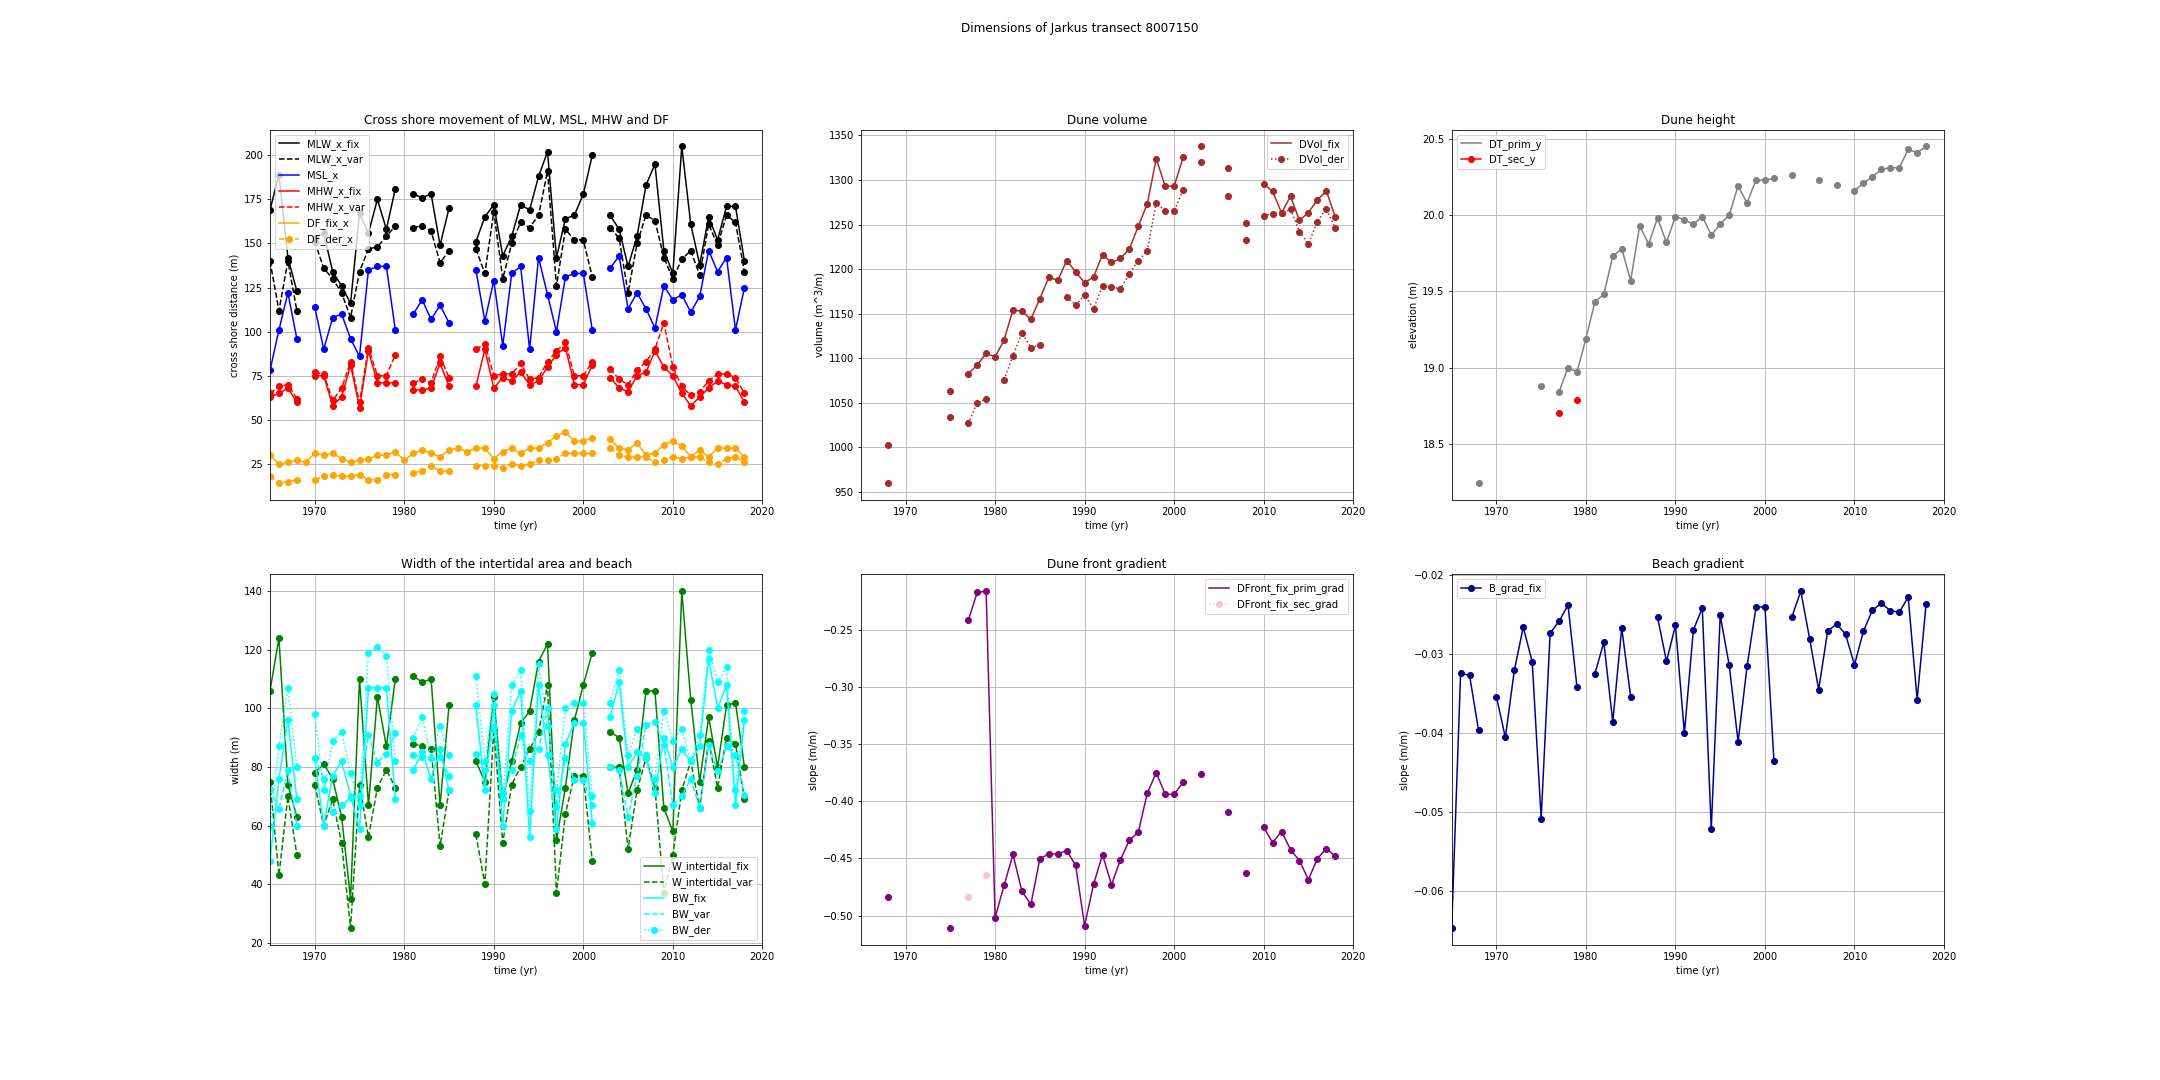 Dimensions of Jarkus transect 8007150
Cross shore movement of MLW, MSL, MHW and DF
MLW_x_fix
MLW_x_var
MSL_x
MHW_x_fix
MHW_x_var
DF_fix_x
DF_der_x
200
175
150
125
100
75
50
25
cross shore distance (m)
1970
1980
1990
2000
2010
2020
time (yr)
Dune volume
DVol_fix
DVol_der
1350
1300
1250
1200
1150
1100
1050
1000
950
volume (m^3/m)
1970
1980
1990
2000
2010
2020
time (yr)
Dune height
DT_prim_y
DT_sec_y
20.5
20.0
19.5
19.0
18.5
elevation (m)
1970
1980
1990
2000
2010
2020
time (yr)
Width of the intertidal area and beach
W_intertidal_fix
W_intertidal_var
BW_fix
BW_var
BW_der
140
120
100
80
60
40
20
width (m)
1970
1980
1990
2000
2010
2020
time (yr)
Dune front gradient
DFront_fix_prim_grad
DFront_fix_sec_grad
−0.25
−0.30
−0.35
−0.40
−0.45
−0.50
slope (m/m)
1970
1980
1990
2000
2010
2020
time (yr)
Beach gradient
B_grad_fix
−0.02
−0.03
−0.04
−0.05
−0.06
slope (m/m)
1970
1980
1990
2000
2010
2020
time (yr)